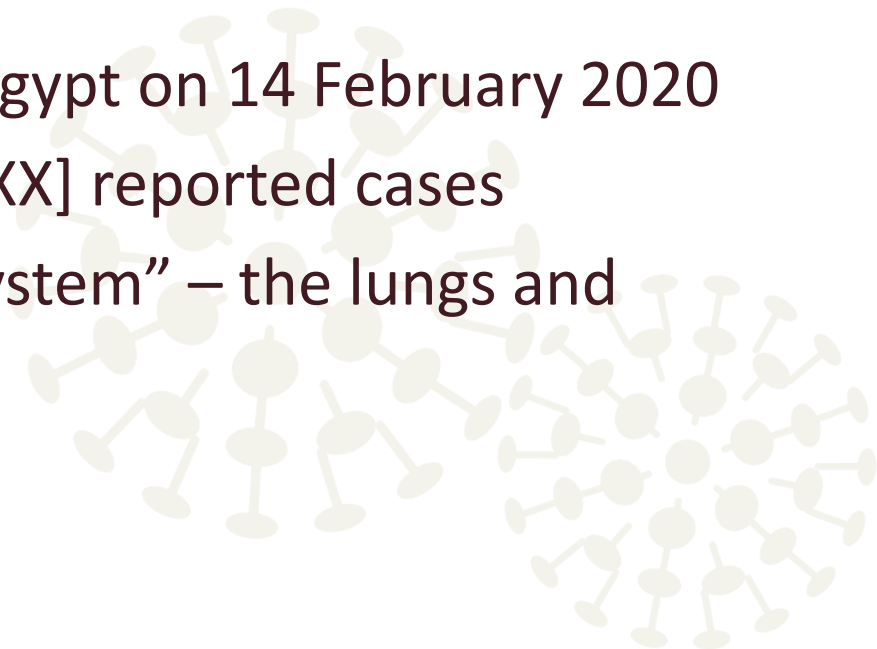 gypt on 14 February 2020
XX] reported cases
ystem” – the lungs and